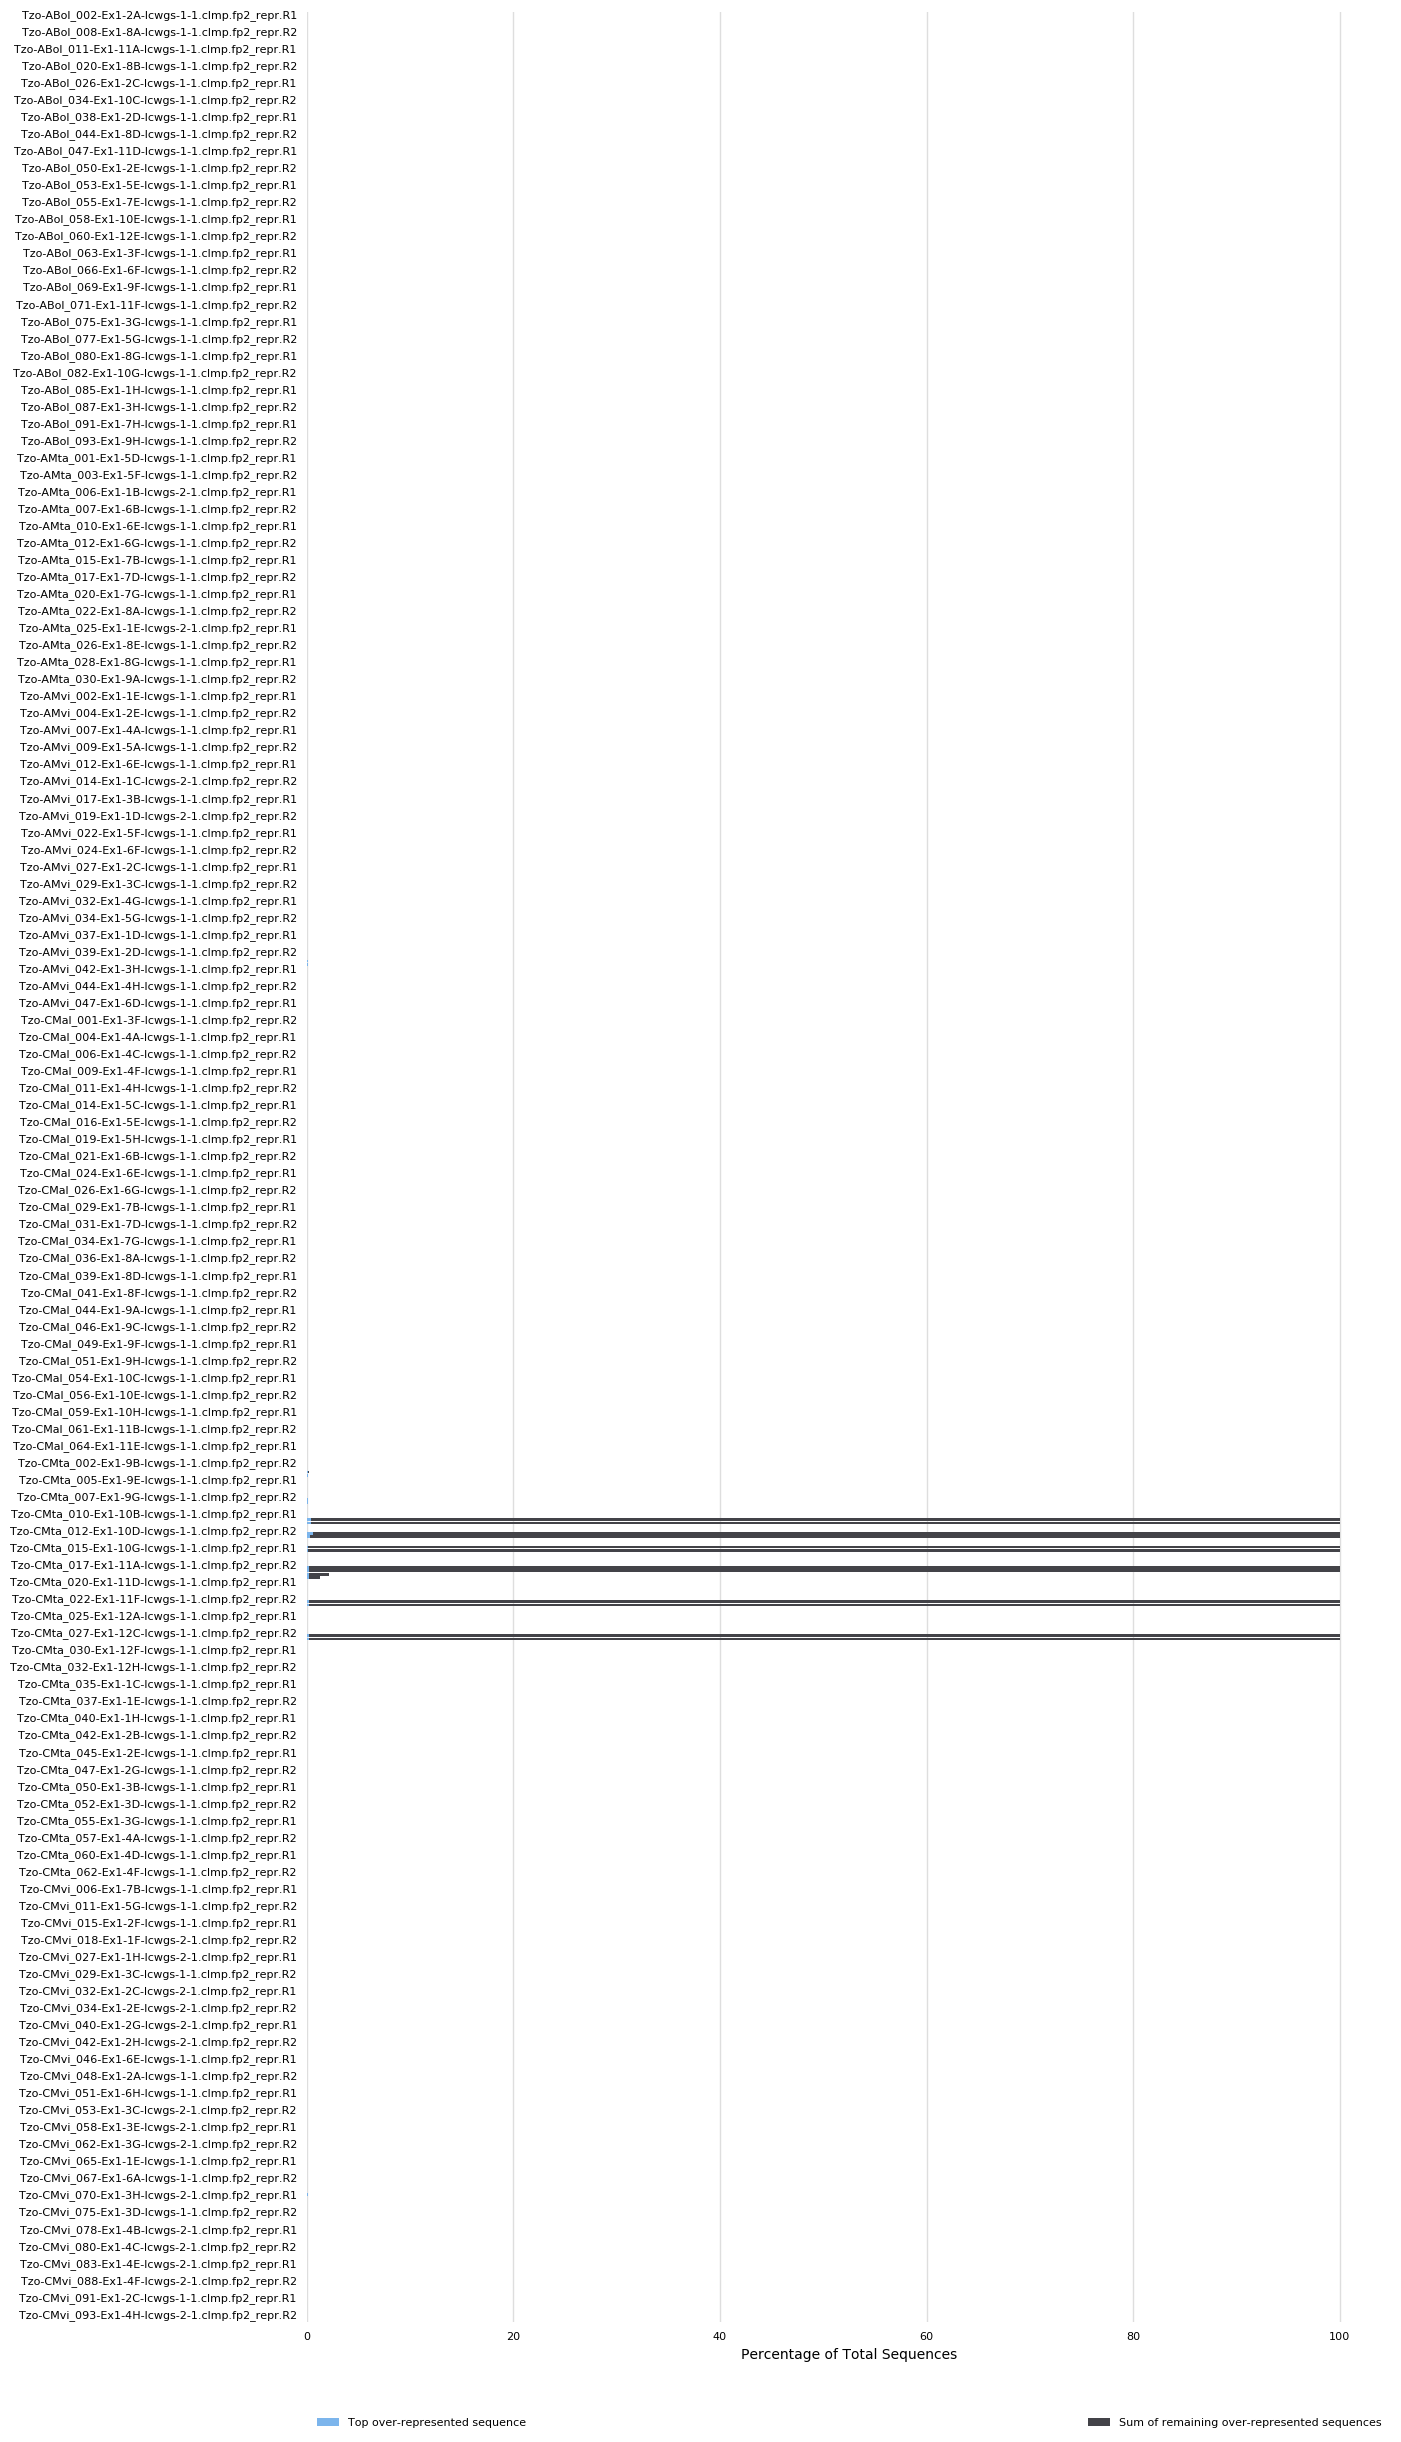 Tzo-ABol_002-Ex1-2A-lcwgs-1-1.clmp.fp2_repr.R1
Tzo-ABol_008-Ex1-8A-lcwgs-1-1.clmp.fp2_repr.R2
Tzo-ABol_011-Ex1-11A-lcwgs-1-1.clmp.fp2_repr.R1
Tzo-ABol_020-Ex1-8B-lcwgs-1-1.clmp.fp2_repr.R2
Tzo-ABol_026-Ex1-2C-lcwgs-1-1.clmp.fp2_repr.R1
Tzo-ABol_034-Ex1-10C-lcwgs-1-1.clmp.fp2_repr.R2
Tzo-ABol_038-Ex1-2D-lcwgs-1-1.clmp.fp2_repr.R1
Tzo-ABol_044-Ex1-8D-lcwgs-1-1.clmp.fp2_repr.R2
Tzo-ABol_047-Ex1-11D-lcwgs-1-1.clmp.fp2_repr.R1
Tzo-ABol_050-Ex1-2E-lcwgs-1-1.clmp.fp2_repr.R2
Tzo-ABol_053-Ex1-5E-lcwgs-1-1.clmp.fp2_repr.R1
Tzo-ABol_055-Ex1-7E-lcwgs-1-1.clmp.fp2_repr.R2
Tzo-ABol_058-Ex1-10E-lcwgs-1-1.clmp.fp2_repr.R1
Tzo-ABol_060-Ex1-12E-lcwgs-1-1.clmp.fp2_repr.R2
Tzo-ABol_063-Ex1-3F-lcwgs-1-1.clmp.fp2_repr.R1
Tzo-ABol_066-Ex1-6F-lcwgs-1-1.clmp.fp2_repr.R2
Tzo-ABol_069-Ex1-9F-lcwgs-1-1.clmp.fp2_repr.R1
Tzo-ABol_071-Ex1-11F-lcwgs-1-1.clmp.fp2_repr.R2
Tzo-ABol_075-Ex1-3G-lcwgs-1-1.clmp.fp2_repr.R1
Tzo-ABol_077-Ex1-5G-lcwgs-1-1.clmp.fp2_repr.R2
Tzo-ABol_080-Ex1-8G-lcwgs-1-1.clmp.fp2_repr.R1
Tzo-ABol_082-Ex1-10G-lcwgs-1-1.clmp.fp2_repr.R2
Tzo-ABol_085-Ex1-1H-lcwgs-1-1.clmp.fp2_repr.R1
Tzo-ABol_087-Ex1-3H-lcwgs-1-1.clmp.fp2_repr.R2
Tzo-ABol_091-Ex1-7H-lcwgs-1-1.clmp.fp2_repr.R1
Tzo-ABol_093-Ex1-9H-lcwgs-1-1.clmp.fp2_repr.R2
Tzo-AMta_001-Ex1-5D-lcwgs-1-1.clmp.fp2_repr.R1
Tzo-AMta_003-Ex1-5F-lcwgs-1-1.clmp.fp2_repr.R2
Tzo-AMta_006-Ex1-1B-lcwgs-2-1.clmp.fp2_repr.R1
Tzo-AMta_007-Ex1-6B-lcwgs-1-1.clmp.fp2_repr.R2
Tzo-AMta_010-Ex1-6E-lcwgs-1-1.clmp.fp2_repr.R1
Tzo-AMta_012-Ex1-6G-lcwgs-1-1.clmp.fp2_repr.R2
Tzo-AMta_015-Ex1-7B-lcwgs-1-1.clmp.fp2_repr.R1
Tzo-AMta_017-Ex1-7D-lcwgs-1-1.clmp.fp2_repr.R2
Tzo-AMta_020-Ex1-7G-lcwgs-1-1.clmp.fp2_repr.R1
Tzo-AMta_022-Ex1-8A-lcwgs-1-1.clmp.fp2_repr.R2
Tzo-AMta_025-Ex1-1E-lcwgs-2-1.clmp.fp2_repr.R1
Tzo-AMta_026-Ex1-8E-lcwgs-1-1.clmp.fp2_repr.R2
Tzo-AMta_028-Ex1-8G-lcwgs-1-1.clmp.fp2_repr.R1
Tzo-AMta_030-Ex1-9A-lcwgs-1-1.clmp.fp2_repr.R2
Tzo-AMvi_002-Ex1-1E-lcwgs-1-1.clmp.fp2_repr.R1
Tzo-AMvi_004-Ex1-2E-lcwgs-1-1.clmp.fp2_repr.R2
Tzo-AMvi_007-Ex1-4A-lcwgs-1-1.clmp.fp2_repr.R1
Tzo-AMvi_009-Ex1-5A-lcwgs-1-1.clmp.fp2_repr.R2
Tzo-AMvi_012-Ex1-6E-lcwgs-1-1.clmp.fp2_repr.R1
Tzo-AMvi_014-Ex1-1C-lcwgs-2-1.clmp.fp2_repr.R2
Tzo-AMvi_017-Ex1-3B-lcwgs-1-1.clmp.fp2_repr.R1
Tzo-AMvi_019-Ex1-1D-lcwgs-2-1.clmp.fp2_repr.R2
Tzo-AMvi_022-Ex1-5F-lcwgs-1-1.clmp.fp2_repr.R1
Tzo-AMvi_024-Ex1-6F-lcwgs-1-1.clmp.fp2_repr.R2
Tzo-AMvi_027-Ex1-2C-lcwgs-1-1.clmp.fp2_repr.R1
Tzo-AMvi_029-Ex1-3C-lcwgs-1-1.clmp.fp2_repr.R2
Tzo-AMvi_032-Ex1-4G-lcwgs-1-1.clmp.fp2_repr.R1
Tzo-AMvi_034-Ex1-5G-lcwgs-1-1.clmp.fp2_repr.R2
Tzo-AMvi_037-Ex1-1D-lcwgs-1-1.clmp.fp2_repr.R1
Tzo-AMvi_039-Ex1-2D-lcwgs-1-1.clmp.fp2_repr.R2
Tzo-AMvi_042-Ex1-3H-lcwgs-1-1.clmp.fp2_repr.R1
Tzo-AMvi_044-Ex1-4H-lcwgs-1-1.clmp.fp2_repr.R2
Tzo-AMvi_047-Ex1-6D-lcwgs-1-1.clmp.fp2_repr.R1
Tzo-CMal_001-Ex1-3F-lcwgs-1-1.clmp.fp2_repr.R2
Tzo-CMal_004-Ex1-4A-lcwgs-1-1.clmp.fp2_repr.R1
Tzo-CMal_006-Ex1-4C-lcwgs-1-1.clmp.fp2_repr.R2
Tzo-CMal_009-Ex1-4F-lcwgs-1-1.clmp.fp2_repr.R1
Tzo-CMal_011-Ex1-4H-lcwgs-1-1.clmp.fp2_repr.R2
Tzo-CMal_014-Ex1-5C-lcwgs-1-1.clmp.fp2_repr.R1
Tzo-CMal_016-Ex1-5E-lcwgs-1-1.clmp.fp2_repr.R2
Tzo-CMal_019-Ex1-5H-lcwgs-1-1.clmp.fp2_repr.R1
Tzo-CMal_021-Ex1-6B-lcwgs-1-1.clmp.fp2_repr.R2
Tzo-CMal_024-Ex1-6E-lcwgs-1-1.clmp.fp2_repr.R1
Tzo-CMal_026-Ex1-6G-lcwgs-1-1.clmp.fp2_repr.R2
Tzo-CMal_029-Ex1-7B-lcwgs-1-1.clmp.fp2_repr.R1
Tzo-CMal_031-Ex1-7D-lcwgs-1-1.clmp.fp2_repr.R2
Tzo-CMal_034-Ex1-7G-lcwgs-1-1.clmp.fp2_repr.R1
Tzo-CMal_036-Ex1-8A-lcwgs-1-1.clmp.fp2_repr.R2
Tzo-CMal_039-Ex1-8D-lcwgs-1-1.clmp.fp2_repr.R1
Tzo-CMal_041-Ex1-8F-lcwgs-1-1.clmp.fp2_repr.R2
Tzo-CMal_044-Ex1-9A-lcwgs-1-1.clmp.fp2_repr.R1
Tzo-CMal_046-Ex1-9C-lcwgs-1-1.clmp.fp2_repr.R2
Tzo-CMal_049-Ex1-9F-lcwgs-1-1.clmp.fp2_repr.R1
Tzo-CMal_051-Ex1-9H-lcwgs-1-1.clmp.fp2_repr.R2
Tzo-CMal_054-Ex1-10C-lcwgs-1-1.clmp.fp2_repr.R1
Tzo-CMal_056-Ex1-10E-lcwgs-1-1.clmp.fp2_repr.R2
Tzo-CMal_059-Ex1-10H-lcwgs-1-1.clmp.fp2_repr.R1
Tzo-CMal_061-Ex1-11B-lcwgs-1-1.clmp.fp2_repr.R2
Tzo-CMal_064-Ex1-11E-lcwgs-1-1.clmp.fp2_repr.R1
Tzo-CMta_002-Ex1-9B-lcwgs-1-1.clmp.fp2_repr.R2
Tzo-CMta_005-Ex1-9E-lcwgs-1-1.clmp.fp2_repr.R1
Tzo-CMta_007-Ex1-9G-lcwgs-1-1.clmp.fp2_repr.R2
Tzo-CMta_010-Ex1-10B-lcwgs-1-1.clmp.fp2_repr.R1
Tzo-CMta_012-Ex1-10D-lcwgs-1-1.clmp.fp2_repr.R2
Tzo-CMta_015-Ex1-10G-lcwgs-1-1.clmp.fp2_repr.R1
Tzo-CMta_017-Ex1-11A-lcwgs-1-1.clmp.fp2_repr.R2
Tzo-CMta_020-Ex1-11D-lcwgs-1-1.clmp.fp2_repr.R1
Tzo-CMta_022-Ex1-11F-lcwgs-1-1.clmp.fp2_repr.R2
Tzo-CMta_025-Ex1-12A-lcwgs-1-1.clmp.fp2_repr.R1
Tzo-CMta_027-Ex1-12C-lcwgs-1-1.clmp.fp2_repr.R2
Tzo-CMta_030-Ex1-12F-lcwgs-1-1.clmp.fp2_repr.R1
Tzo-CMta_032-Ex1-12H-lcwgs-1-1.clmp.fp2_repr.R2
Tzo-CMta_035-Ex1-1C-lcwgs-1-1.clmp.fp2_repr.R1
Tzo-CMta_037-Ex1-1E-lcwgs-1-1.clmp.fp2_repr.R2
Tzo-CMta_040-Ex1-1H-lcwgs-1-1.clmp.fp2_repr.R1
Tzo-CMta_042-Ex1-2B-lcwgs-1-1.clmp.fp2_repr.R2
Tzo-CMta_045-Ex1-2E-lcwgs-1-1.clmp.fp2_repr.R1
Tzo-CMta_047-Ex1-2G-lcwgs-1-1.clmp.fp2_repr.R2
Tzo-CMta_050-Ex1-3B-lcwgs-1-1.clmp.fp2_repr.R1
Tzo-CMta_052-Ex1-3D-lcwgs-1-1.clmp.fp2_repr.R2
Tzo-CMta_055-Ex1-3G-lcwgs-1-1.clmp.fp2_repr.R1
Tzo-CMta_057-Ex1-4A-lcwgs-1-1.clmp.fp2_repr.R2
Tzo-CMta_060-Ex1-4D-lcwgs-1-1.clmp.fp2_repr.R1
Tzo-CMta_062-Ex1-4F-lcwgs-1-1.clmp.fp2_repr.R2
Tzo-CMvi_006-Ex1-7B-lcwgs-1-1.clmp.fp2_repr.R1
Tzo-CMvi_011-Ex1-5G-lcwgs-1-1.clmp.fp2_repr.R2
Tzo-CMvi_015-Ex1-2F-lcwgs-1-1.clmp.fp2_repr.R1
Tzo-CMvi_018-Ex1-1F-lcwgs-2-1.clmp.fp2_repr.R2
Tzo-CMvi_027-Ex1-1H-lcwgs-2-1.clmp.fp2_repr.R1
Tzo-CMvi_029-Ex1-3C-lcwgs-1-1.clmp.fp2_repr.R2
Tzo-CMvi_032-Ex1-2C-lcwgs-2-1.clmp.fp2_repr.R1
Tzo-CMvi_034-Ex1-2E-lcwgs-2-1.clmp.fp2_repr.R2
Tzo-CMvi_040-Ex1-2G-lcwgs-2-1.clmp.fp2_repr.R1
Tzo-CMvi_042-Ex1-2H-lcwgs-2-1.clmp.fp2_repr.R2
Tzo-CMvi_046-Ex1-6E-lcwgs-1-1.clmp.fp2_repr.R1
Tzo-CMvi_048-Ex1-2A-lcwgs-1-1.clmp.fp2_repr.R2
Tzo-CMvi_051-Ex1-6H-lcwgs-1-1.clmp.fp2_repr.R1
Tzo-CMvi_053-Ex1-3C-lcwgs-2-1.clmp.fp2_repr.R2
Tzo-CMvi_058-Ex1-3E-lcwgs-2-1.clmp.fp2_repr.R1
Tzo-CMvi_062-Ex1-3G-lcwgs-2-1.clmp.fp2_repr.R2
Tzo-CMvi_065-Ex1-1E-lcwgs-1-1.clmp.fp2_repr.R1
Tzo-CMvi_067-Ex1-6A-lcwgs-1-1.clmp.fp2_repr.R2
Tzo-CMvi_070-Ex1-3H-lcwgs-2-1.clmp.fp2_repr.R1
Tzo-CMvi_075-Ex1-3D-lcwgs-1-1.clmp.fp2_repr.R2
Tzo-CMvi_078-Ex1-4B-lcwgs-2-1.clmp.fp2_repr.R1
Tzo-CMvi_080-Ex1-4C-lcwgs-2-1.clmp.fp2_repr.R2
Tzo-CMvi_083-Ex1-4E-lcwgs-2-1.clmp.fp2_repr.R1
Tzo-CMvi_088-Ex1-4F-lcwgs-2-1.clmp.fp2_repr.R2
Tzo-CMvi_091-Ex1-2C-lcwgs-1-1.clmp.fp2_repr.R1
Tzo-CMvi_093-Ex1-4H-lcwgs-2-1.clmp.fp2_repr.R2
0 20 40 60 80 100
Percentage of Total Sequences
Top over-represented sequence Sum of remaining over-represented sequences